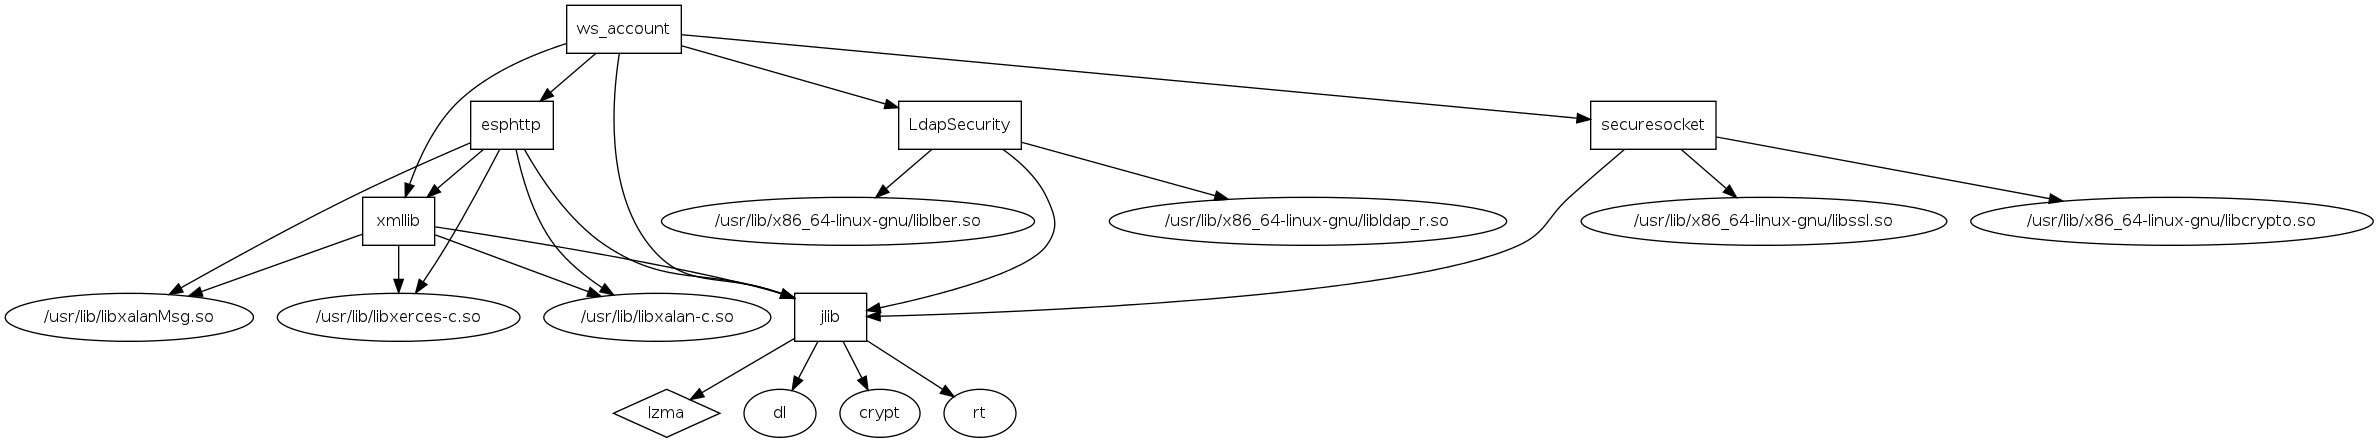 ws_account
esphttp
LdapSecurity
securesocket
xmllib
/usr/lib/x86_64-linux-gnu/liblber.so
/usr/lib/x86_64-linux-gnu/libldap_r.so
/usr/lib/x86_64-linux-gnu/libssl.so
/usr/lib/x86_64-linux-gnu/libcrypto.so
/usr/lib/libxalanMsg.so
/usr/lib/libxerces-c.so
/usr/lib/libxalan-c.so
jlib
lzma
dl
crypt
rt